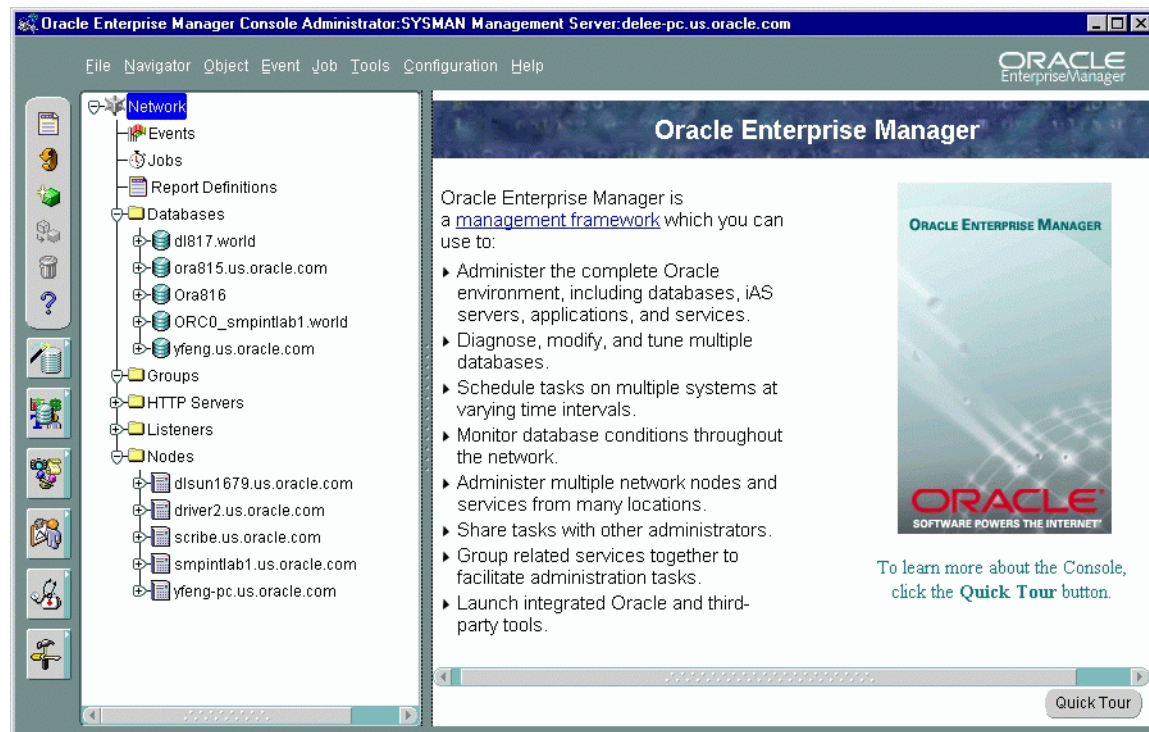 Oracle Enterprise Manager Console Administrator:SYSMAN Management Server:delee-pc.us.oracle.com
File Navigator Object Event Job Tools Configuration Help
ORACLE
EnterpriseManager
Network
Events
Jobs
Report Definitions
Databases
dl817.world
ora815.us.oracle.com
Ora816
ORC0_smpintlab1.world
yfeng.us.oracle.com
Groups
HTTP Servers
Listeners
Nodes
dlsun1679.us.oracle.com
driver2.us.oracle.com
scribe.us.oracle.com
smpintlab1.us.oracle.com
yfeng-pc.us.oracle.com
Oracle Enterprise Manager
Oracle Enterprise Manager is
a management framework which you can
use to:
Administer the complete Oracle
environment, including databases, iAS
servers, applications, and services.
Diagnose, modify, and tune multiple
databases.
Schedule tasks on multiple systems at
varying time intervals.
Monitor database conditions throughout
the network.
Administer multiple network nodes and
services from many locations.
Share tasks with other administrators.
Group related services together to
facilitate administration tasks.
Launch integrated Oracle and third-
party tools.
ORACLE ENTERPRISE MANAGER
ORACLE
SOFTWARE POWERS THE INTERNET
To learn more about the Console,
click the Quick Tour button.
Quick Tour